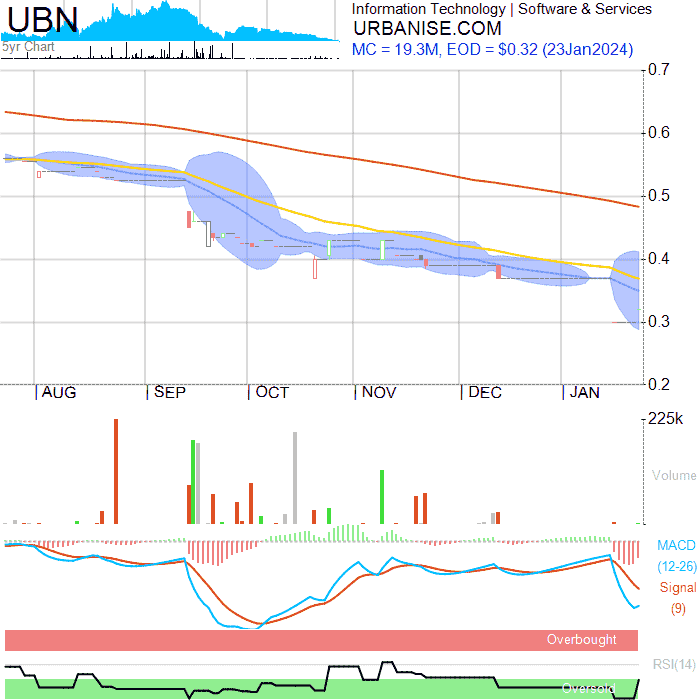 UBN
5yr Chart
Information Technology | Software & Services
URBANISE.COM
MC = 19.3M, EOD = $0.32 (23Jan2024)
0.7
0.6
0.5
0.4
0.3
0.2
AUG SEP OCT NOV DEC JAN
225k
Volume
MACD
(12-26)
Signal
(9)
Overbought
RSI(14)
Oversold